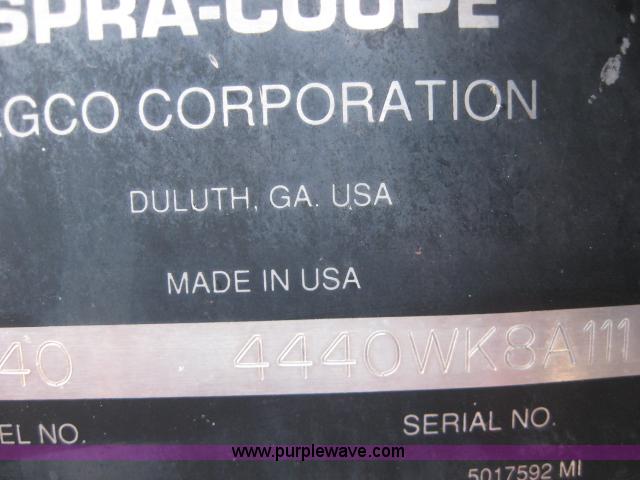 SPRA-COUPE
AGCO CORPORATION
DULUTH, GA. USA
MADE IN USA
40 4440WK8A111
EL NO. SERIAL NO.
www.purplewave.com
5017592 MI